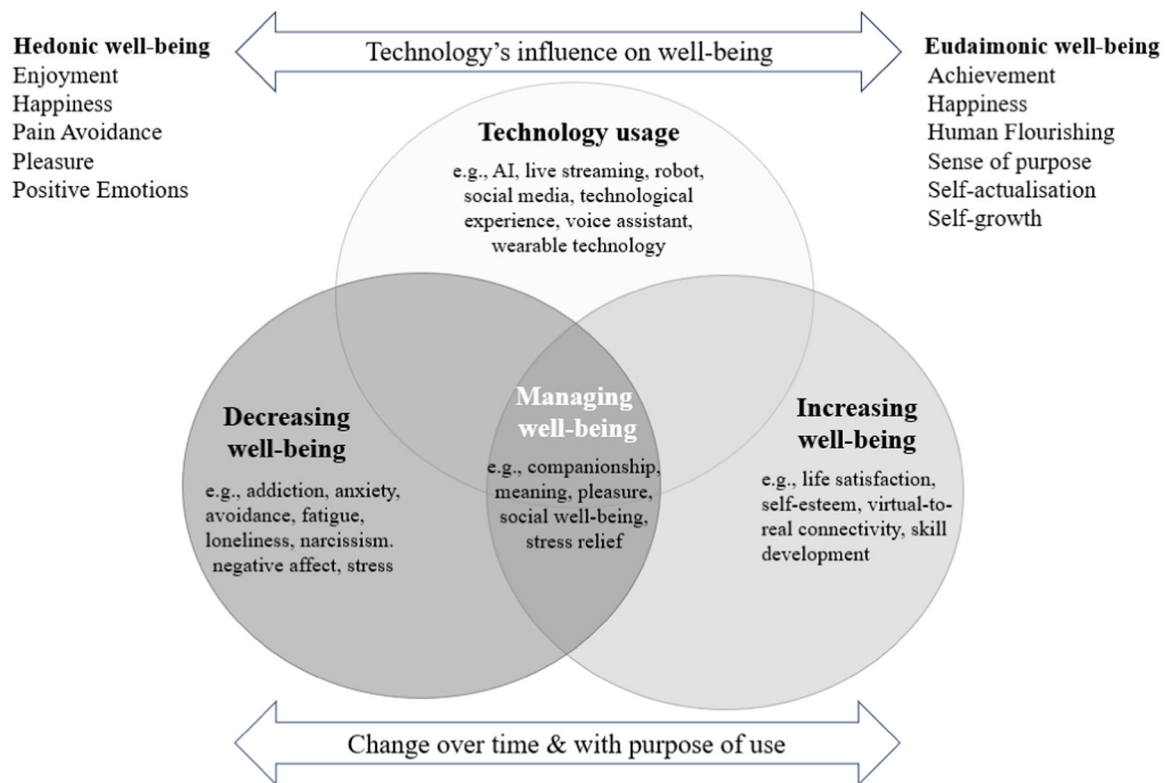 Technology's influence on well-being
Hedonic well-being
Enjoyment
Happiness
Pain Avoidance
Pleasure
Positive Emotions
Eudaimonic well-being
Achievement
Happiness
Human Flourishing
Sense of purpose
Self-actualisation
Self-growth
Technology usage
e.g., AI, live streaming, robot,
social media, technological
experience, voice assistant,
wearable technology
Decreasing
well-being
e.g., addiction, anxiety,
avoidance, fatigue,
loneliness, narcissism.
negative affect, stress
Managing
well-being
e.g., companionship,
meaning, pleasure,
social well-being,
stress relief
Increasing
well-being
e.g., life satisfaction,
self-esteem, virtual-to-
real connectivity, skill
development
Change over time & with purpose of use